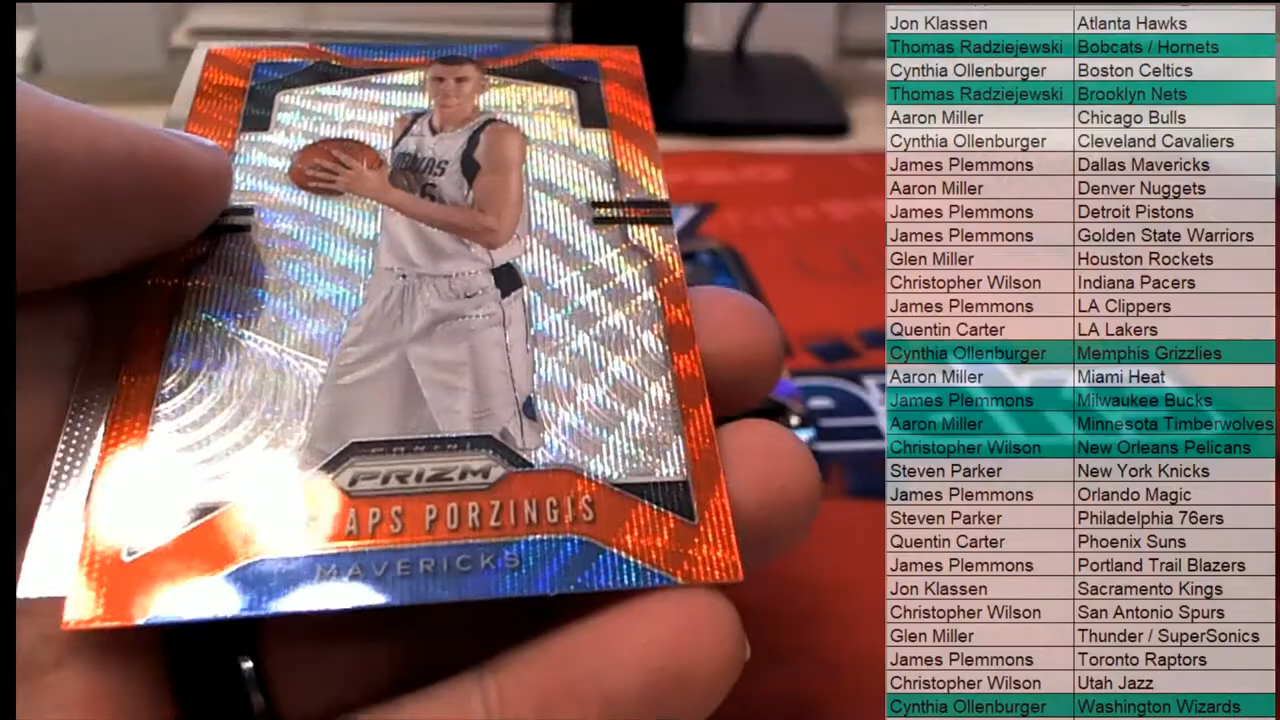 DALLAS
6
PANINI
PRIZM
APS PORZINGIS
MAVERICKS
Jon Klassen Atlanta Hawks
Thomas Radziejewski Bobcats / Hornets
Cynthia Ollenburger Boston Celtics
Thomas Radziejewski Brooklyn Nets
Aaron Miller Chicago Bulls
Cynthia Ollenburger Cleveland Cavaliers
James Plemmons Dallas Mavericks
Aaron Miller Denver Nuggets
James Plemmons Detroit Pistons
James Plemmons Golden State Warriors
Glen Miller Houston Rockets
Christopher Wilson Indiana Pacers
James Plemmons LA Clippers
Quentin Carter LA Lakers
Cynthia Ollenburger Memphis Grizzlies
Aaron Miller Miami Heat
James Plemmons Milwaukee Bucks
Aaron Miller Minnesota Timberwolves
Christopher Wilson New Orleans Pelicans
Steven Parker New York Knicks
James Plemmons Orlando Magic
Steven Parker Philadelphia 76ers
Quentin Carter Phoenix Suns
James Plemmons Portland Trail Blazers
Jon Klassen Sacramento Kings
Christopher Wilson San Antonio Spurs
Glen Miller Thunder / SuperSonics
James Plemmons Toronto Raptors
Christopher Wilson Utah Jazz
Cynthia Ollenburger Washington Wizards